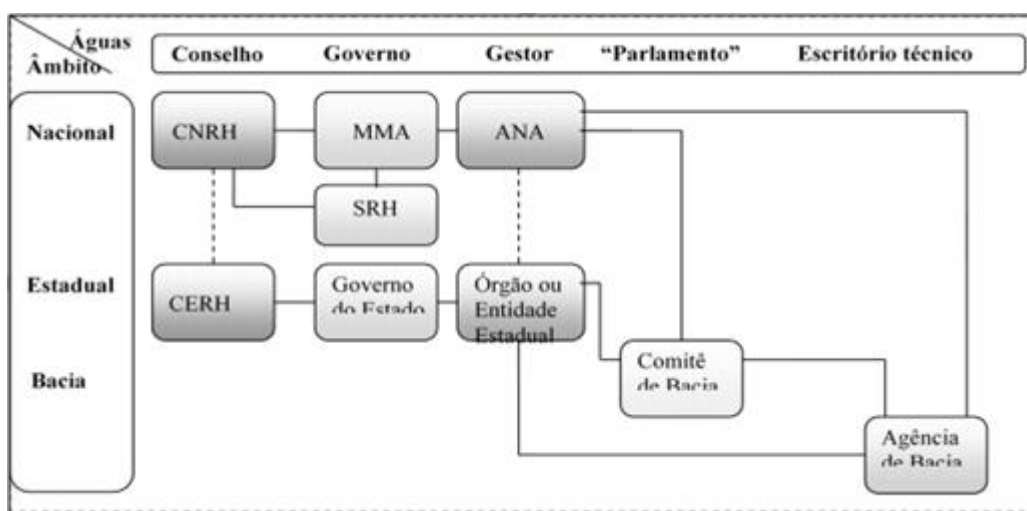 Águas
Âmbito
Conselho Governo Gestor “Parlamento” Escritório técnico
Nacional
CNRH MMA ANA
SRH
Estadual
CERH
Governo
do Estado
Órgão ou
Entidade
Estadual
Bacia
Comitê
de Bacia
Agência
de Bacia